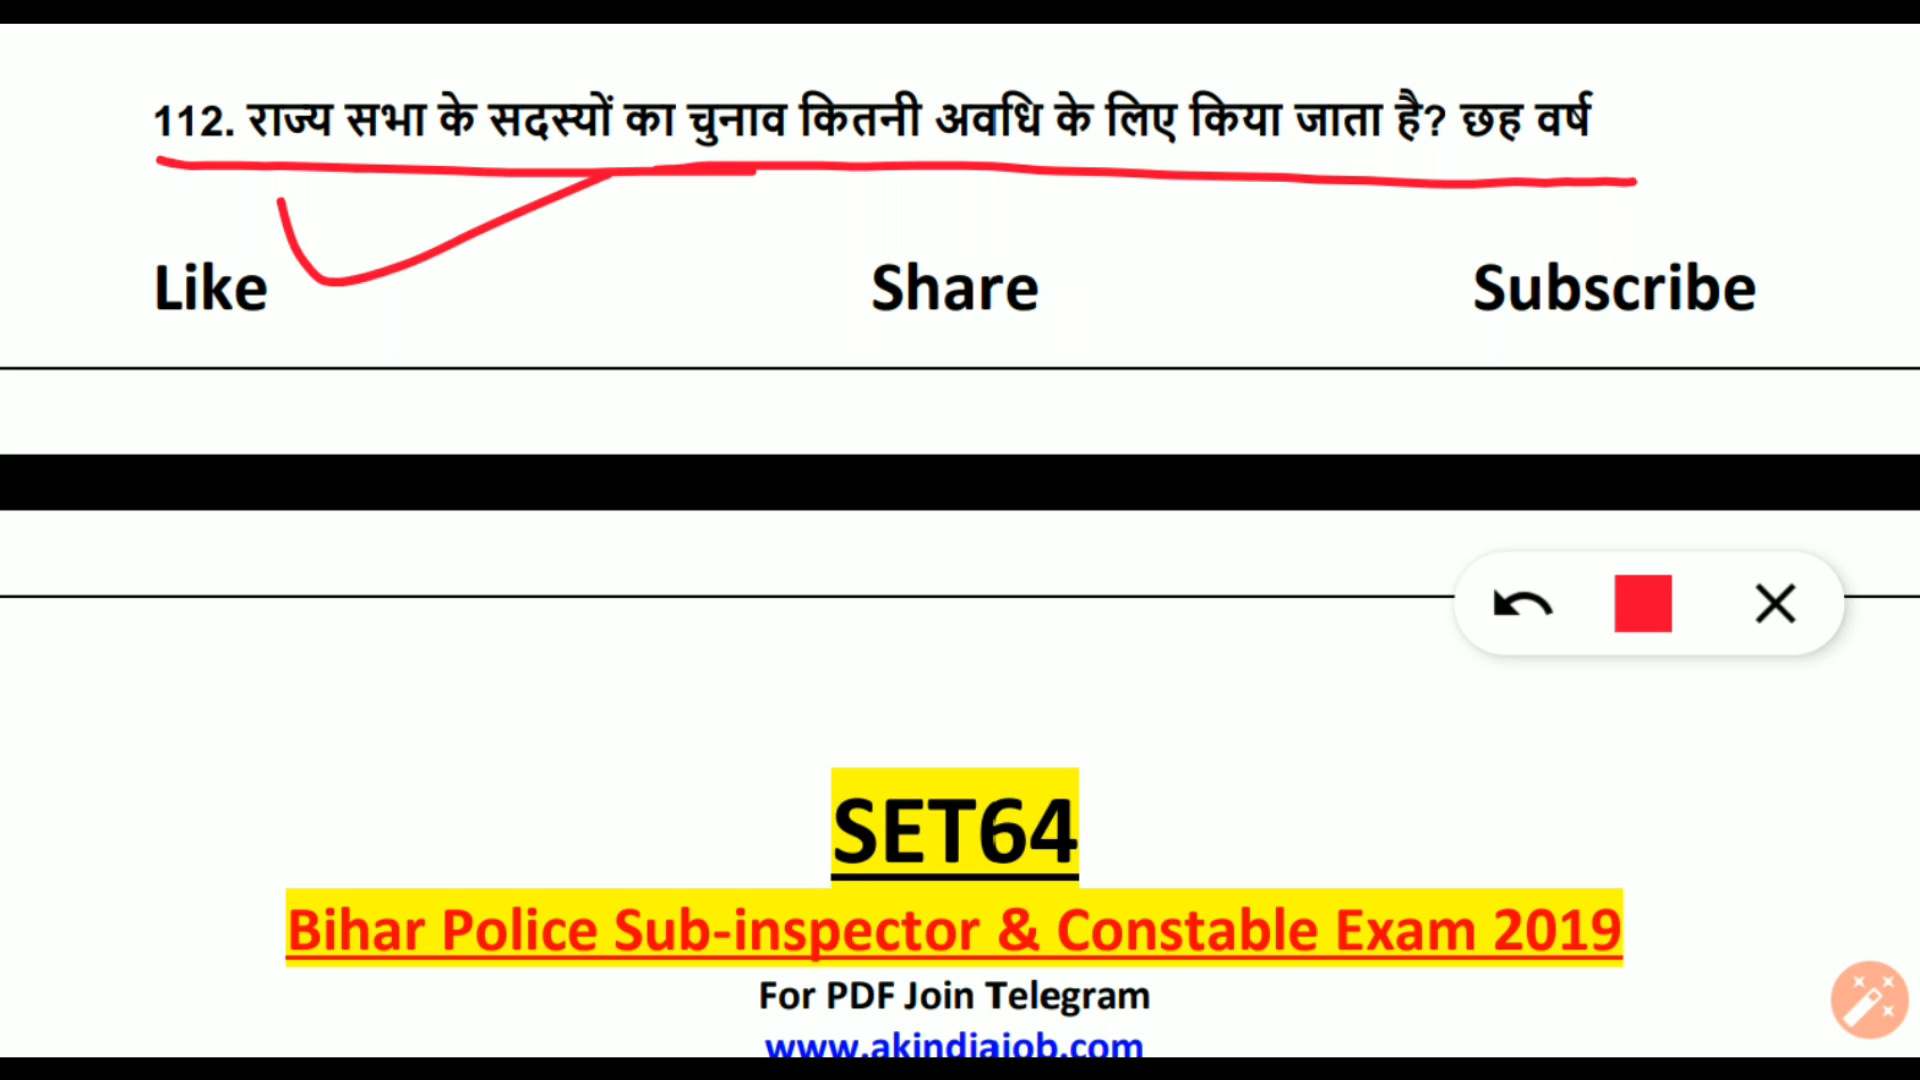 112. राज्य सभा के सदस्यों का चुनाव कितनी अवधि के लिए किया जाता है? छह वर्ष
Like Share Subscribe
SET64
Bihar Police Sub-inspector & Constable Exam 2019
For PDF Join Telegram
www.akindiajob.com